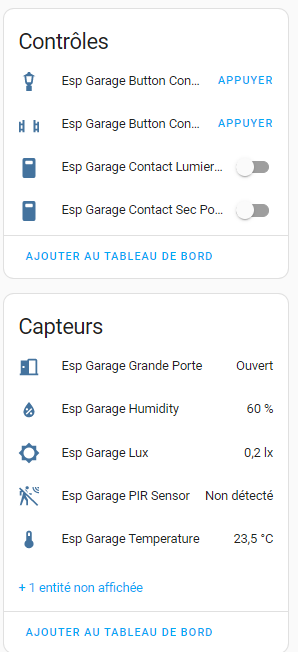 Contrôles
Esp Garage Button Con... APPUYER
Esp Garage Button Con... APPUYER
Esp Garage Contact Lumier...
Esp Garage Contact Sec Po...
AJOUTER AU TABLEAU DE BORD
Capteurs
Esp Garage Grande Porte Ouvert
Esp Garage Humidity 60 %
Esp Garage Lux 0,2 lx
Esp Garage PIR Sensor Non détecté
Esp Garage Temperature 23,5 °C
+ 1 entité non affichée
AJOUTER AU TABLEAU DE BORD